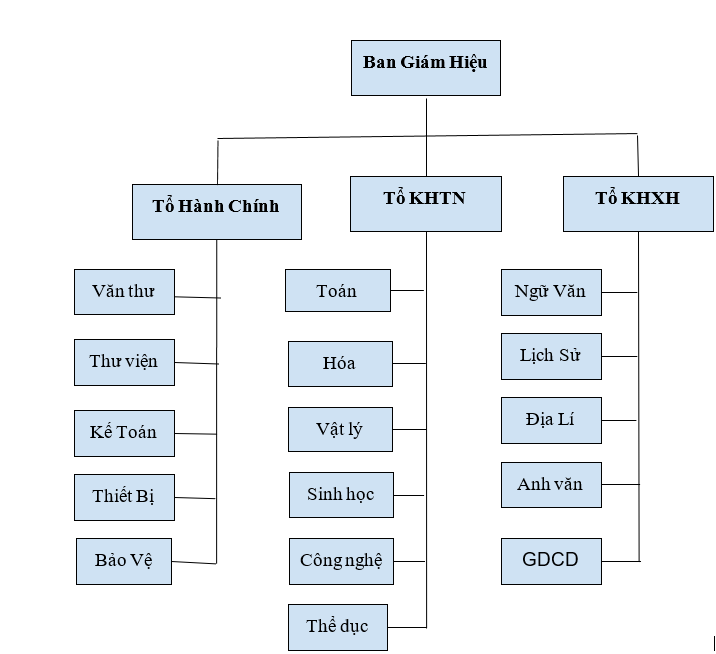 Ban Giám Hiệu
Tổ Hành Chính
Tổ KHTN
Tổ KHXH
Văn thư
Thư viện
Kế Toán
Thiết Bị
Bảo Vệ
Toán
Hóa
Vật lý
Sinh học
Công nghệ
Thể dục
Ngữ Văn
Lịch Sử
Địa Lí
Anh văn
GDCD